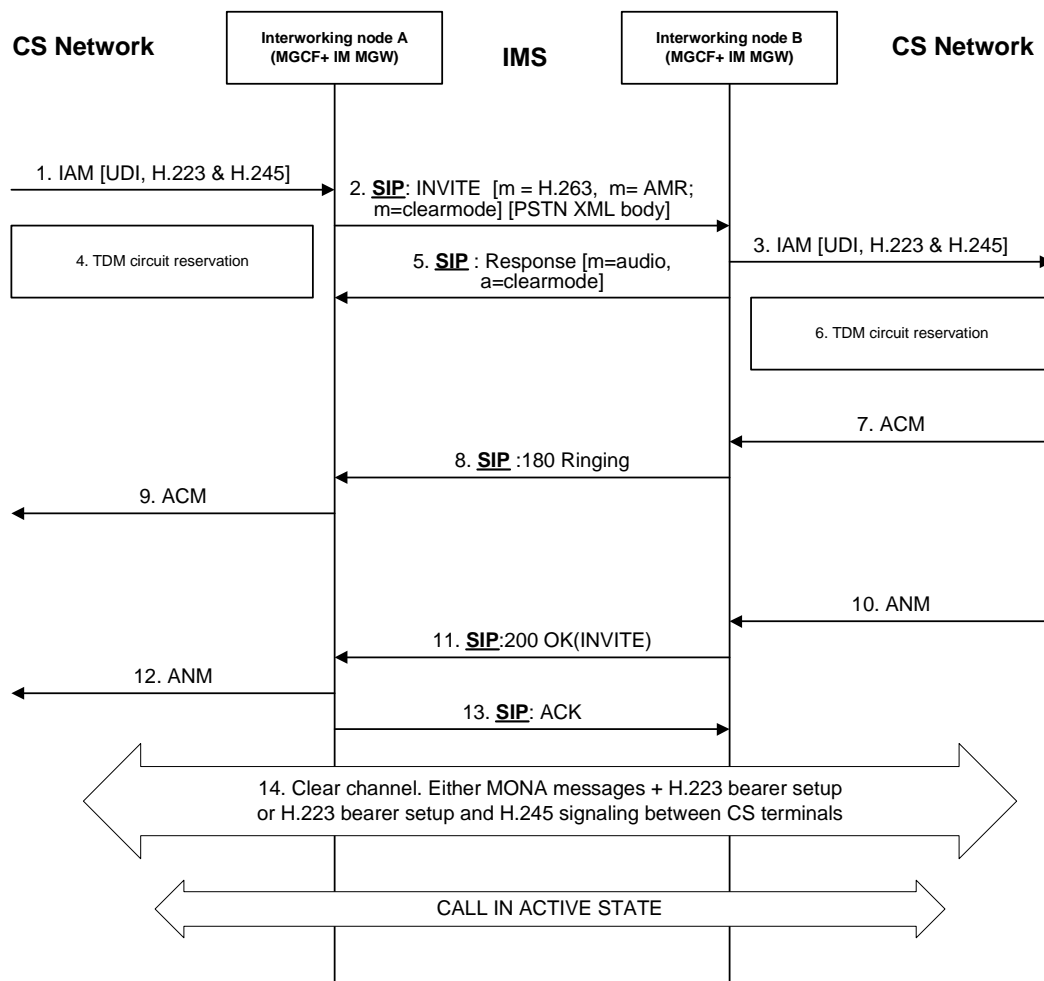 CS Network
Interworking node A
(MGCF+ IM MGW)
IMS
Interworking node B
(MGCF+ IM MGW)
CS Network
1. IAM [UDI, H.223 & H.245]
2. SIP: INVITE [m = H.263, m= AMR;
m=clearmode] [PSTN XML body]
3. IAM [UDI, H.223 & H.245]
4. TDM circuit reservation
5. SIP : Response [m=audio,
a=clearmode]
6. TDM circuit reservation
7. ACM
8. SIP :180 Ringing
9. ACM
10. ANM
11. SIP:200 OK(INVITE)
12. ANM
13. SIP: ACK
14. Clear channel. Either MONA messages + H.223 bearer setup
or H.223 bearer setup and H.245 signaling between CS terminals
CALL IN ACTIVE STATE